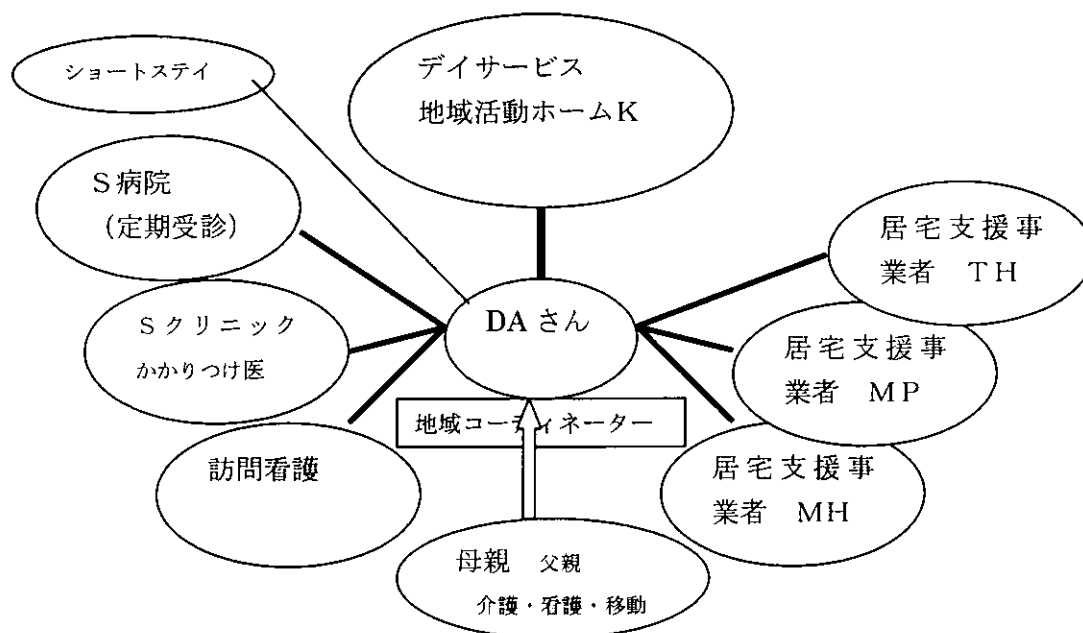 ショートステイ
デイサービス
地域活動ホームK
S病院
(定期受診)
居宅支援事
業者 TH
Sクリニック
かかりつけ医
DAさん
居宅支援事
業者 MP
地域コーディネーター
訪問看護
居宅支援事
業者 MH
母親 父親
介護・看護・移動